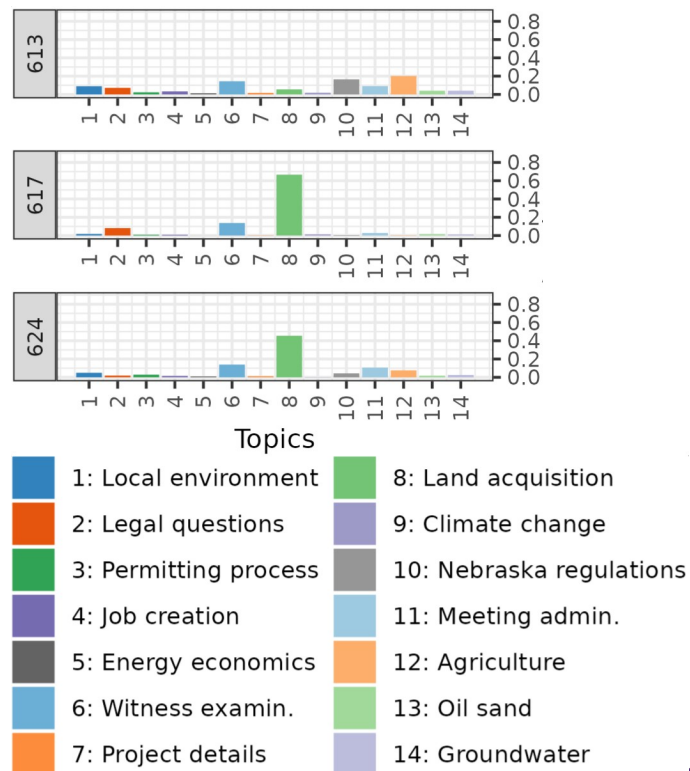 613
0.8
0.6
0.4
0.2
0.0
1 2 3 4 5 6 7 8 9 10 11 12 13 14
617
0.8
0.6
0.4
0.2
0.0
1 2 3 4 5 6 7 8 9 10 11 12 13 14
624
0.8
0.6
0.4
0.2
0.0
1 2 3 4 5 6 7 8 9 10 11 12 13 14
Topics
1: Local environment
2: Legal questions
3: Permitting process
4: Job creation
5: Energy economics
6: Witness examin.
7: Project details
8: Land acquisition
9: Climate change
10: Nebraska regulations
11: Meeting admin.
12: Agriculture
13: Oil sand
14: Groundwater